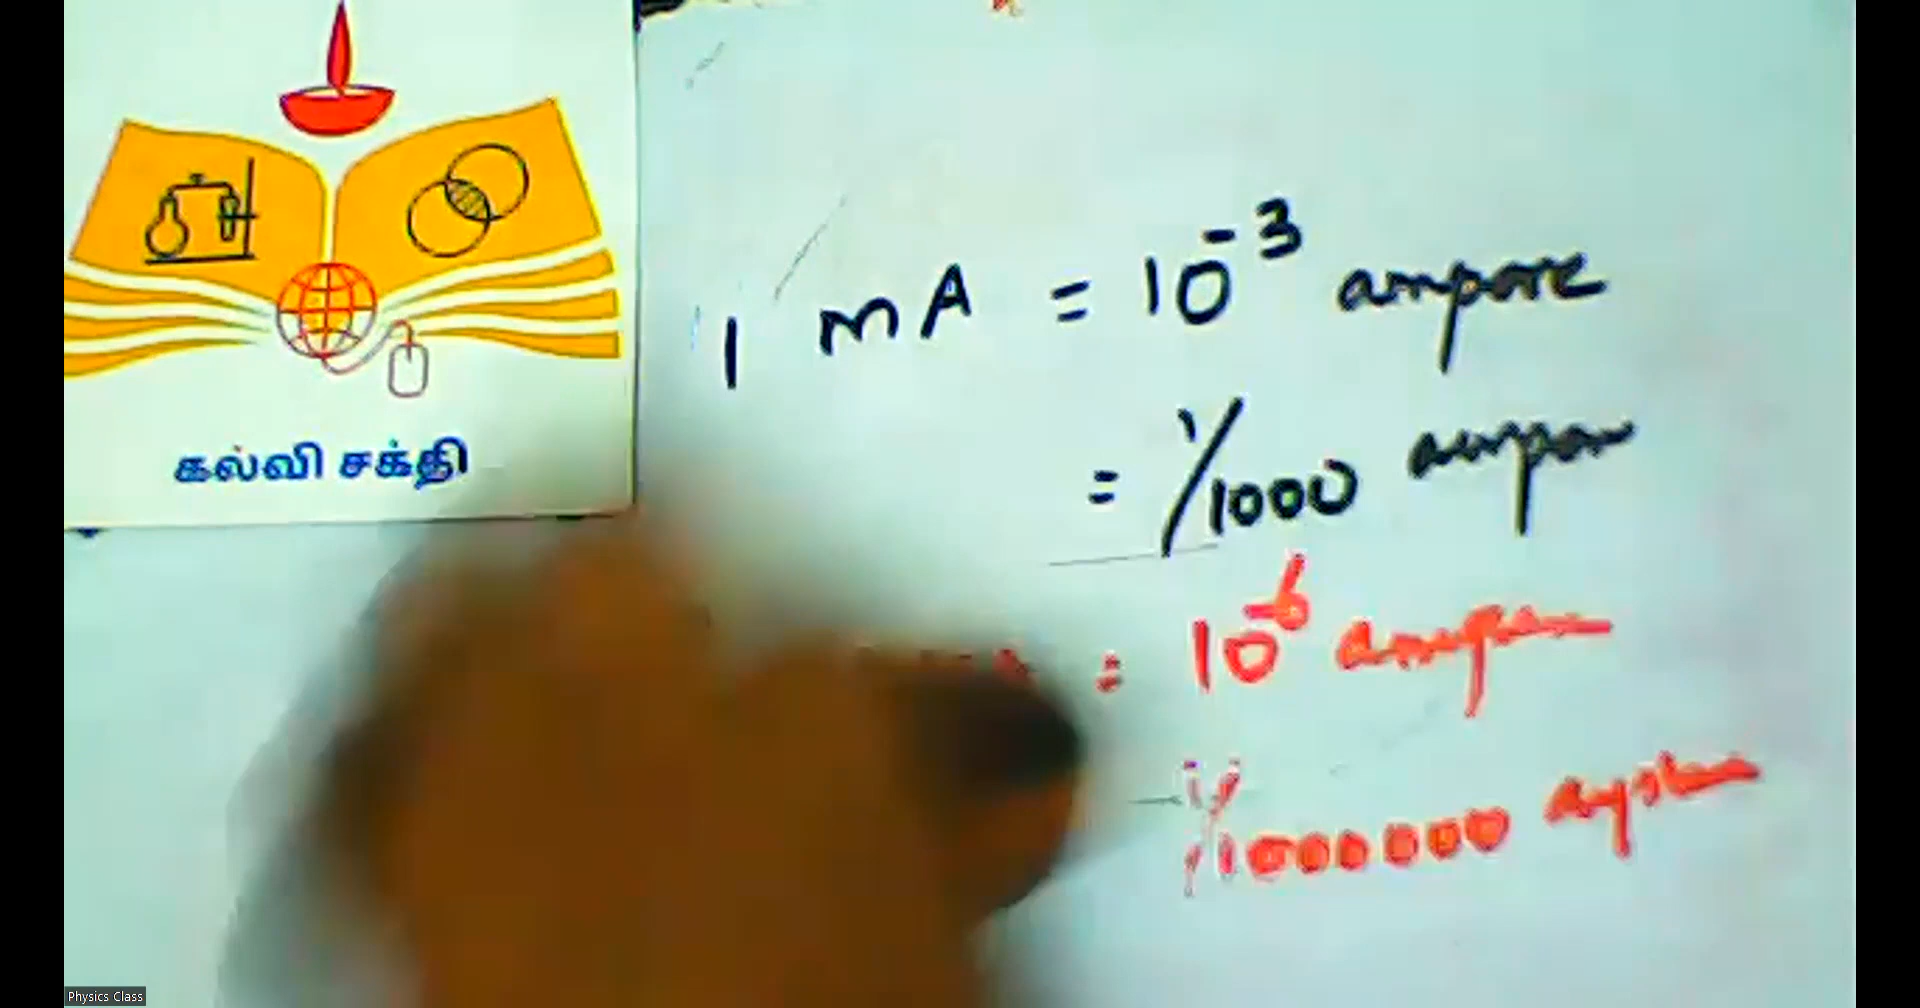 கல்வி சக்தி
1 mA = 10⁻³ ampere
= 1/1000 ampere
= 10⁻⁶ ampere
1/1000000 ampere
Physics Class